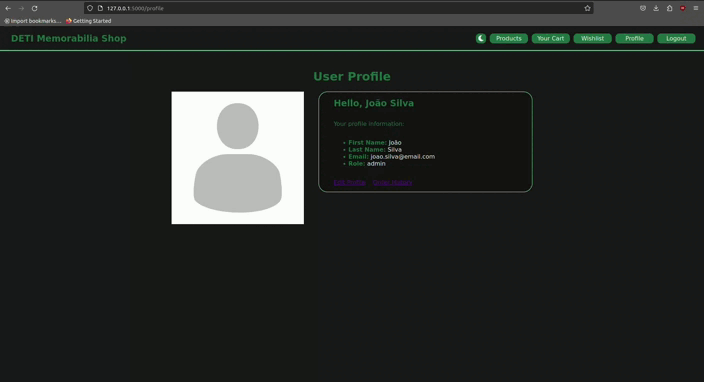 127.0.0.1:5000/profile
Import bookmarks... Getting Started
DETI Memorabilia Shop
Products Your Cart Wishlist Profile Logout
User Profile
Hello, João Silva
Your profile information:
First Name: João
Last Name: Silva
Email: joao.silva@email.com
Role: admin
Edit Profile Order History